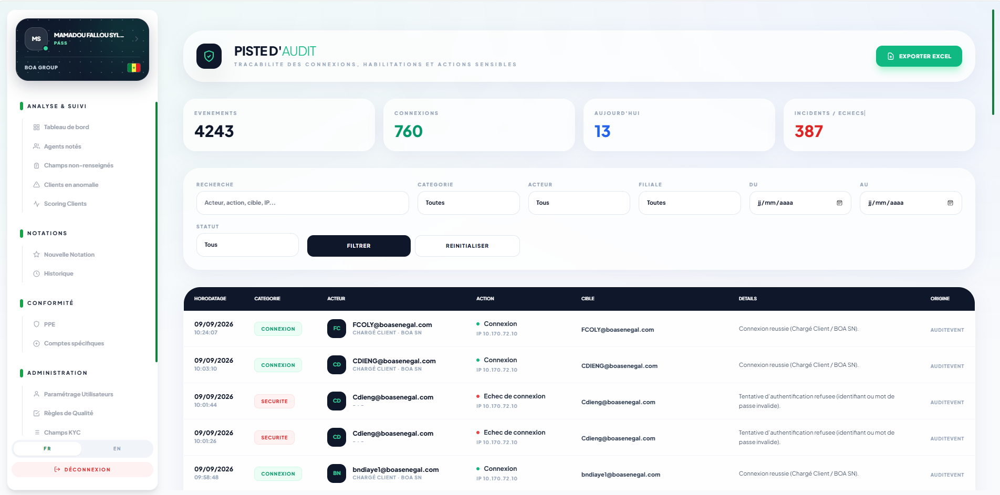 MS
MAMADOU FALLOU SYL...
PASS
BOA GROUP
ANALYSE & SUIVI
Tableau de bord
Agents notés
Champs non-renseignés
Clients en anomalie
Scoring Clients
NOTATIONS
Nouvelle Notation
Historique
CONFORMITÉ
PPE
Comptes spécifiques
ADMINISTRATION
Paramétrage Utilisateurs
Règles de Qualité
Champs KYC
FR EN
DÉCONNEXION
PISTE D'AUDIT
TRACABILITE DES CONNEXIONS, HABILITATIONS ET ACTIONS SENSIBLES
EXPORTER EXCEL
EVENEMENTS
4243
CONNEXIONS
760
AUJOURD'HUI
13
INCIDENTS / ECHECS
387
RECHERCHE CATEGORIE ACTEUR FILIALE DU AU
Acteur, action, cible, IP... Toutes Tous Toutes jj/mm/aaaa jj/mm/aaaa
STATUT
Tous FILTRER REINITIALISER
HORODATAGE CATEGORIE ACTEUR ACTION CIBLE DETAILS ORIGINE
09/09/2026
10:24:07
CONNEXION
FC
FCOLY@boasenegal.com
CHARGÉ CLIENT · BOA SN
Connexion
IP 10.170.72.10
FCOLY@boasenegal.com
Connexion reussie (Chargé Client / BOA SN).
AUDITEVENT
09/09/2026
10:03:10
CONNEXION
CD
CDIENG@boasenegal.com
CHARGÉ CLIENT · BOA SN
Connexion
IP 10.170.72.10
CDIENG@boasenegal.com
Connexion reussie (Chargé Client / BOA SN).
AUDITEVENT
09/09/2026
10:01:44
SECURITE
CD
Cdieng@boasenegal.com
- · -
Echec de connexion
IP 10.170.72.10
Cdieng@boasenegal.com
Tentative d'authentification refusee (identifiant ou mot de
passe invalide).
AUDITEVENT
09/09/2026
10:01:26
SECURITE
CD
Cdieng@boasenegal.com
- · -
Echec de connexion
IP 10.170.72.10
Cdieng@boasenegal.com
Tentative d'authentification refusee (identifiant ou mot de
passe invalide).
AUDITEVENT
09/09/2026
09:58:48
CONNEXION
BN
bndiaye1@boasenegal.com
CHARGÉ CLIENT · BOA SN
Connexion
IP 10.170.72.10
bndiaye1@boasenegal.com
Connexion reussie (Chargé Client / BOA SN).
AUDITEVENT